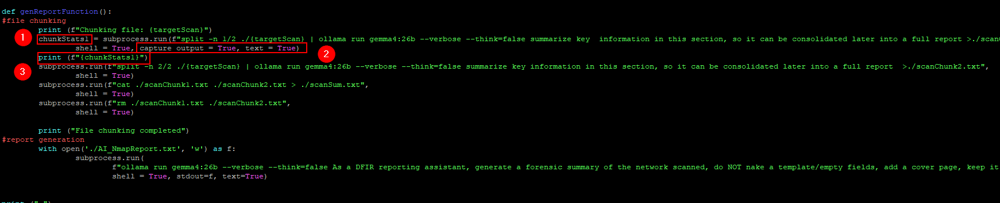 def genReportFunction():
#file chunking
print (f"Chunking file: {targetScan}")
1
chunkStats1 = subprocess.run(f"split -n 1/2 ./{targetScan} | ollama run gemma4:26b --verbose --think=false summarize key  information in this section, so it can be consolidated later into a full report >./scan
shell = True, capture_output = True, text = True)
2
print (f"{chunkStats1}")
3
subprocess.run(f"split -n 2/2 ./{targetScan} | ollama run gemma4:26b --verbose --think=false summarize key information in this section, so it can be consolidated later into a full report  >./scanChunk2.txt",
shell = True)
subprocess.run(f"cat ./scanChunk1.txt ./scanChunk2.txt > ./scanSum.txt",
shell = True)
subprocess.run(f"rm ./scanChunk1.txt ./scanChunk2.txt",
shell = True)
print ("File chunking completed")
#report generation
with open('./AI_NmapReport.txt', 'w') as f:
subprocess.run(
f"ollama run gemma4:26b --verbose --think=false As a DFIR reporting assistant, generate a forensic summary of the network scanned, do NOT nake a template/empty fields, add a cover page, keep it
shell = True, stdout=f, text=True)